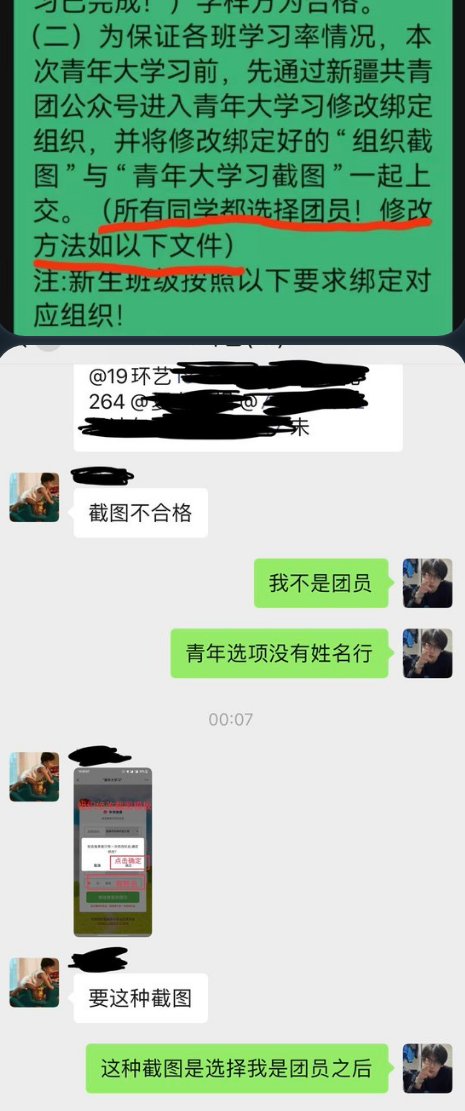 习已完成！）字样方为合格。
（二）为保证各班学习率情况，本
次青年大学习前，先通过新疆共青
团公众号进入青年大学习修改绑定
组织，并将修改绑定好的“组织截
图”与“青年大学习截图”一起上
交。（所有同学都选择团员！修改
方法如以下文件）
注:新生班级按照以下要求绑定对
应组织！
@19环艺
264@
@
未
截图不合格
我不是团员
青年选项没有姓名行
00:07
点击确定
要这种截图
这种截图是选择我是团员之后